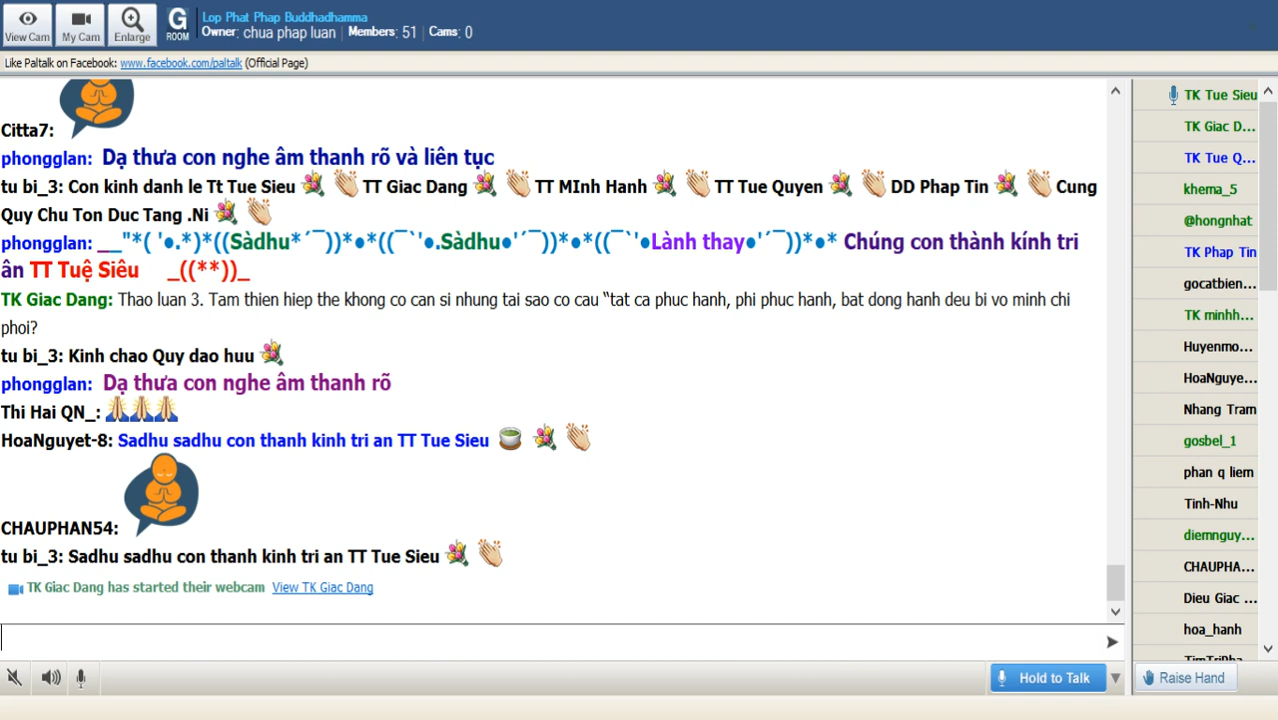 Lop Phat Phap Buddhadhamma
View Cam My Cam Enlarge G ROOM Owner: chua phap luan Members: 51 Cams: 0
Like Paltalk on Facebook: www.facebook.com/paltalk (Official Page)
Citta7:
phongglan: Dạ thưa con nghe âm thanh rõ và liên tục
tu bi_3: Con kinh danh le Tt Tue Sieu TT Giac Dang TT MInh Hanh TT Tue Quyen DD Phap Tin Cung
Quy Chu Ton Duc Tang .Ni
phongglan: __"*( '●.*)*((Sàdhu*´¯))*●*((¯`'●.Sàdhu●'´¯))*●*((¯`'●Lành thay●'´¯))*●* Chúng con thành kính tri
ân TT Tuệ Siêu _((**))_
TK Giac Dang: Thao luan 3. Tam thien hiep the khong co can si nhung tai sao co cau “tat ca phuc hanh, phi phuc hanh, bat dong hanh deu bi vo minh chi
phoi?
tu bi_3: Kinh chao Quy dao huu
phongglan: Dạ thưa con nghe âm thanh rõ
Thi Hai QN_:
HoaNguyet-8: Sadhu sadhu con thanh kinh tri an TT Tue Sieu
CHAUPHAN54:
tu bi_3: Sadhu sadhu con thanh kinh tri an TT Tue Sieu
TK Giac Dang has started their webcam View TK Giac Dang
TK Tue Sieu
TK Giac D...
TK Tue Q...
khema_5
@hongnhat
TK Phap Tin
gocatbien...
TK minhh...
Huyenmo...
HoaNguye...
Nhang Tram
gosbel_1
phan q liem
Tinh-Nhu
diemnguy...
CHAUPHA...
Dieu Giac ...
hoa_hanh
Hold to Talk
Raise Hand